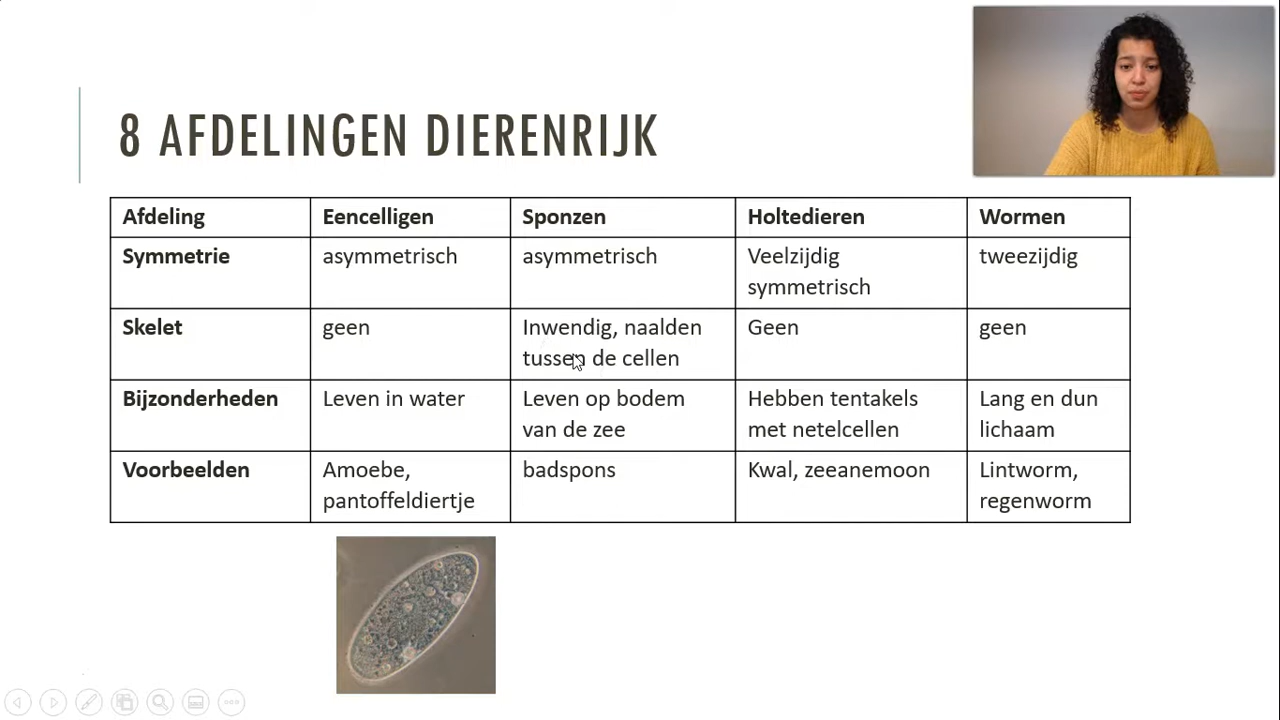 8 AFDELINGEN DIERENRIJK
Afdeling Eencelligen Sponzen Holtedieren Wormen
Symmetrie asymmetrisch asymmetrisch Veelzijdig symmetrisch tweezijdig
Skelet geen Inwendig, naalden tussen de cellen Geen geen
Bijzonderheden Leven in water Leven op bodem van de zee Hebben tentakels met netelcellen Lang en dun lichaam
Voorbeelden Amoebe, pantoffeldiertje badspons Kwal, zeeanemoon Lintworm, regenworm